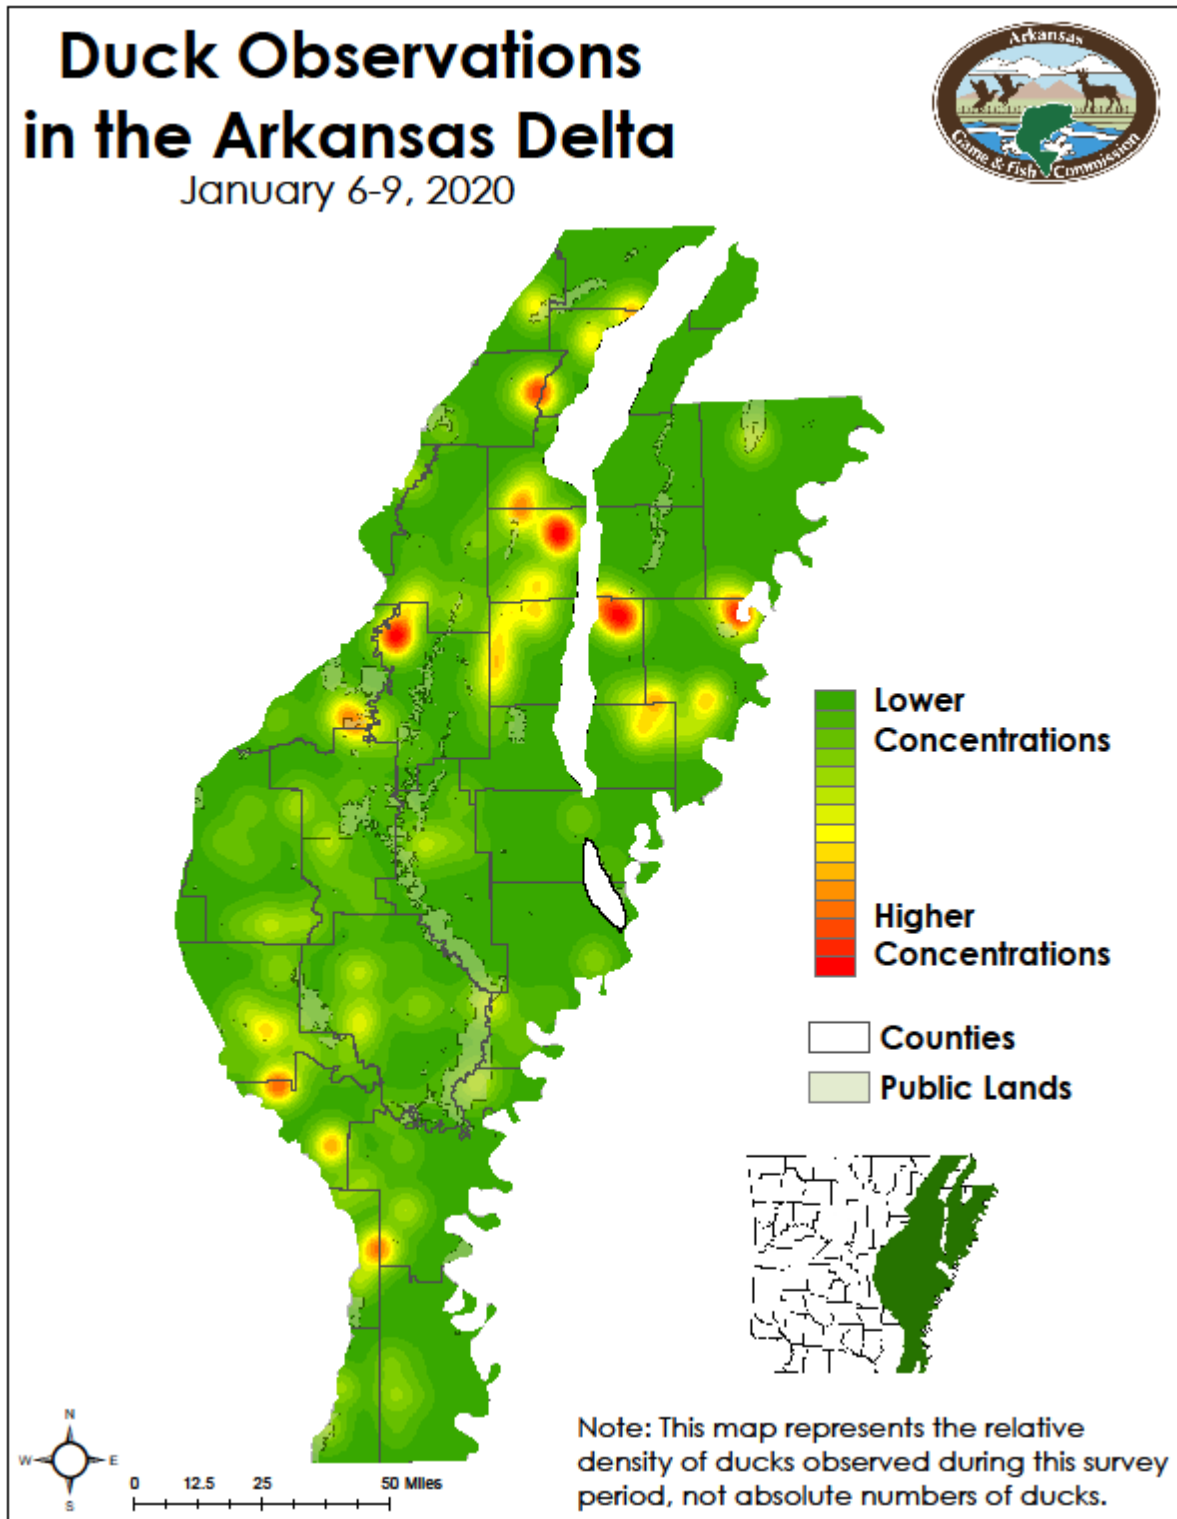 Duck Observations
in the Arkansas Delta
January 6-9, 2020
Arkansas
Game & Fish Commission
Lower
Concentrations
Higher
Concentrations
Counties
Public Lands
N
W E
S
0 12.5 25 50 Miles
Note: This map represents the relative
density of ducks observed during this survey
period, not absolute numbers of ducks.